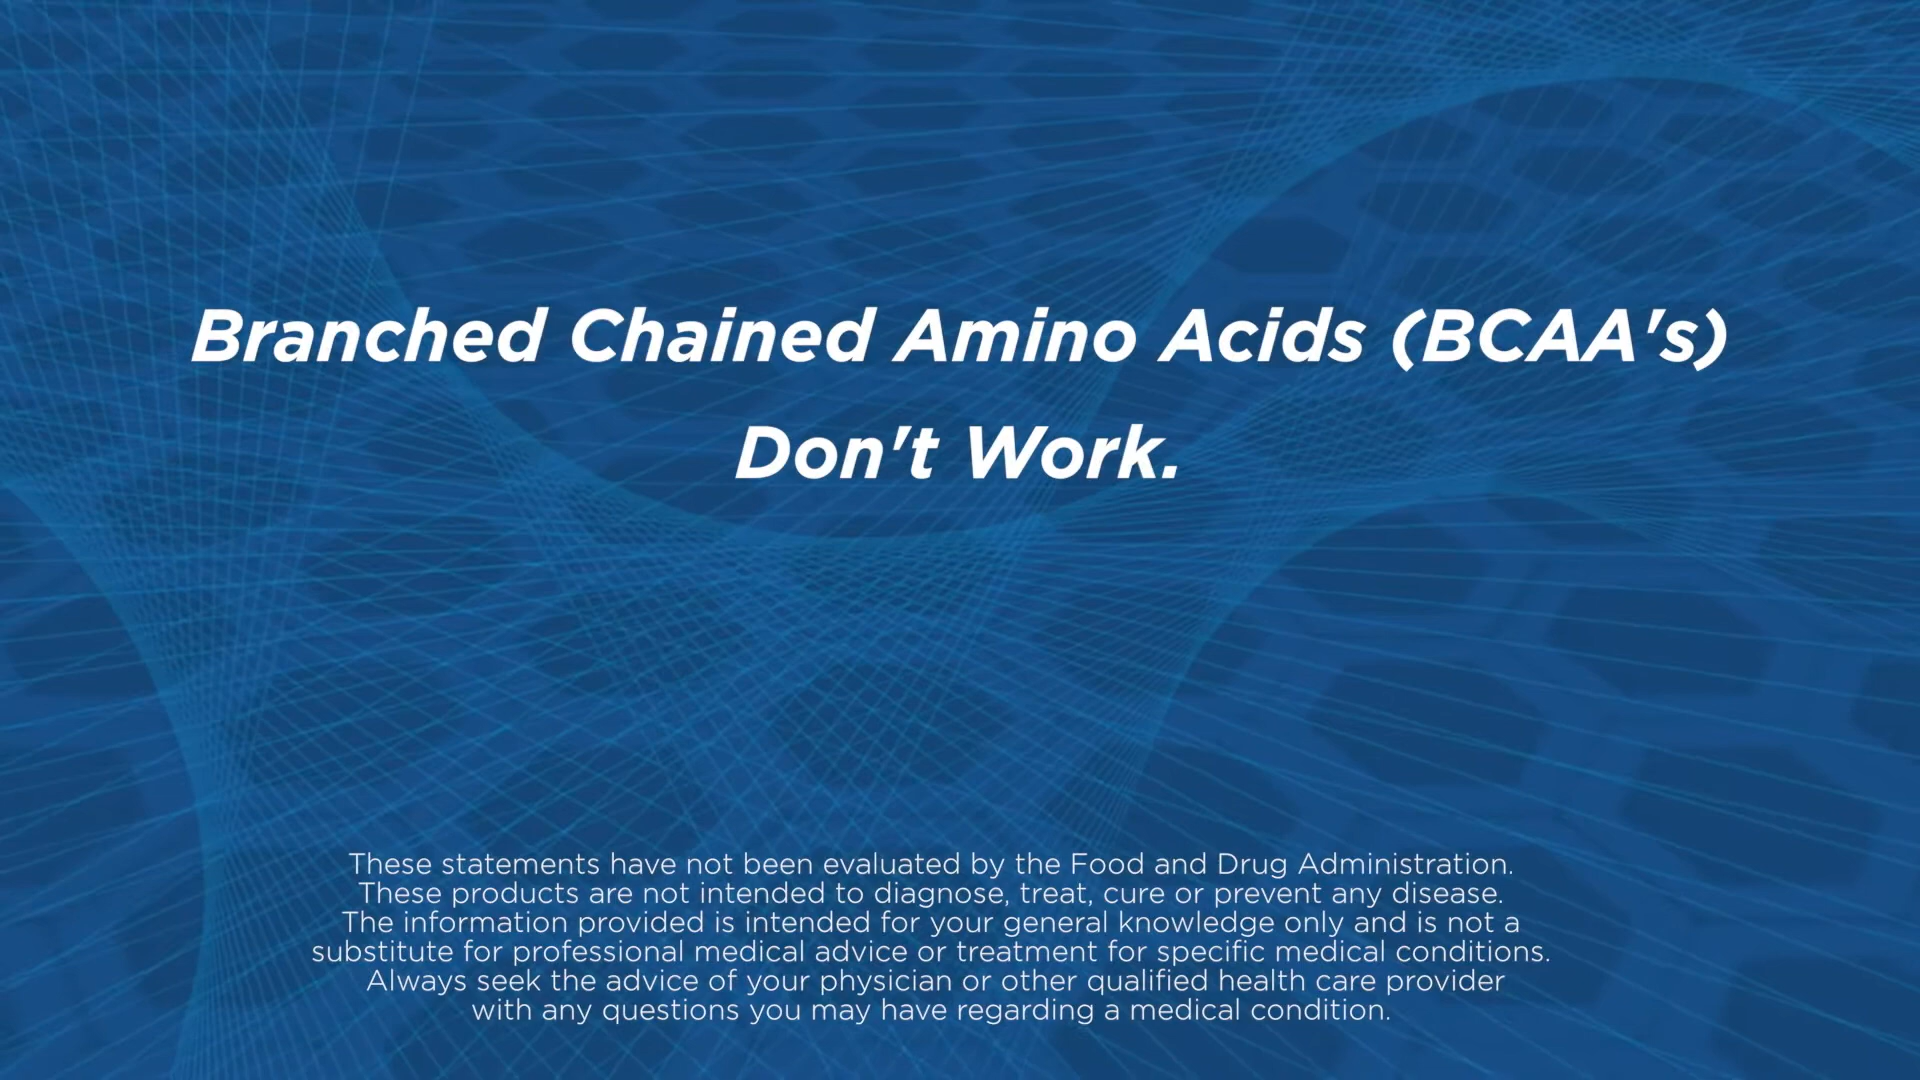 Branched Chained Amino Acids (BCAA's)
Don't Work.
These statements have not been evaluated by the Food and Drug Administration.
These products are not intended to diagnose, treat, cure or prevent any disease.
The information provided is intended for your general knowledge only and is not a
substitute for professional medical advice or treatment for specific medical conditions.
Always seek the advice of your physician or other qualified health care provider
with any questions you may have regarding a medical condition.